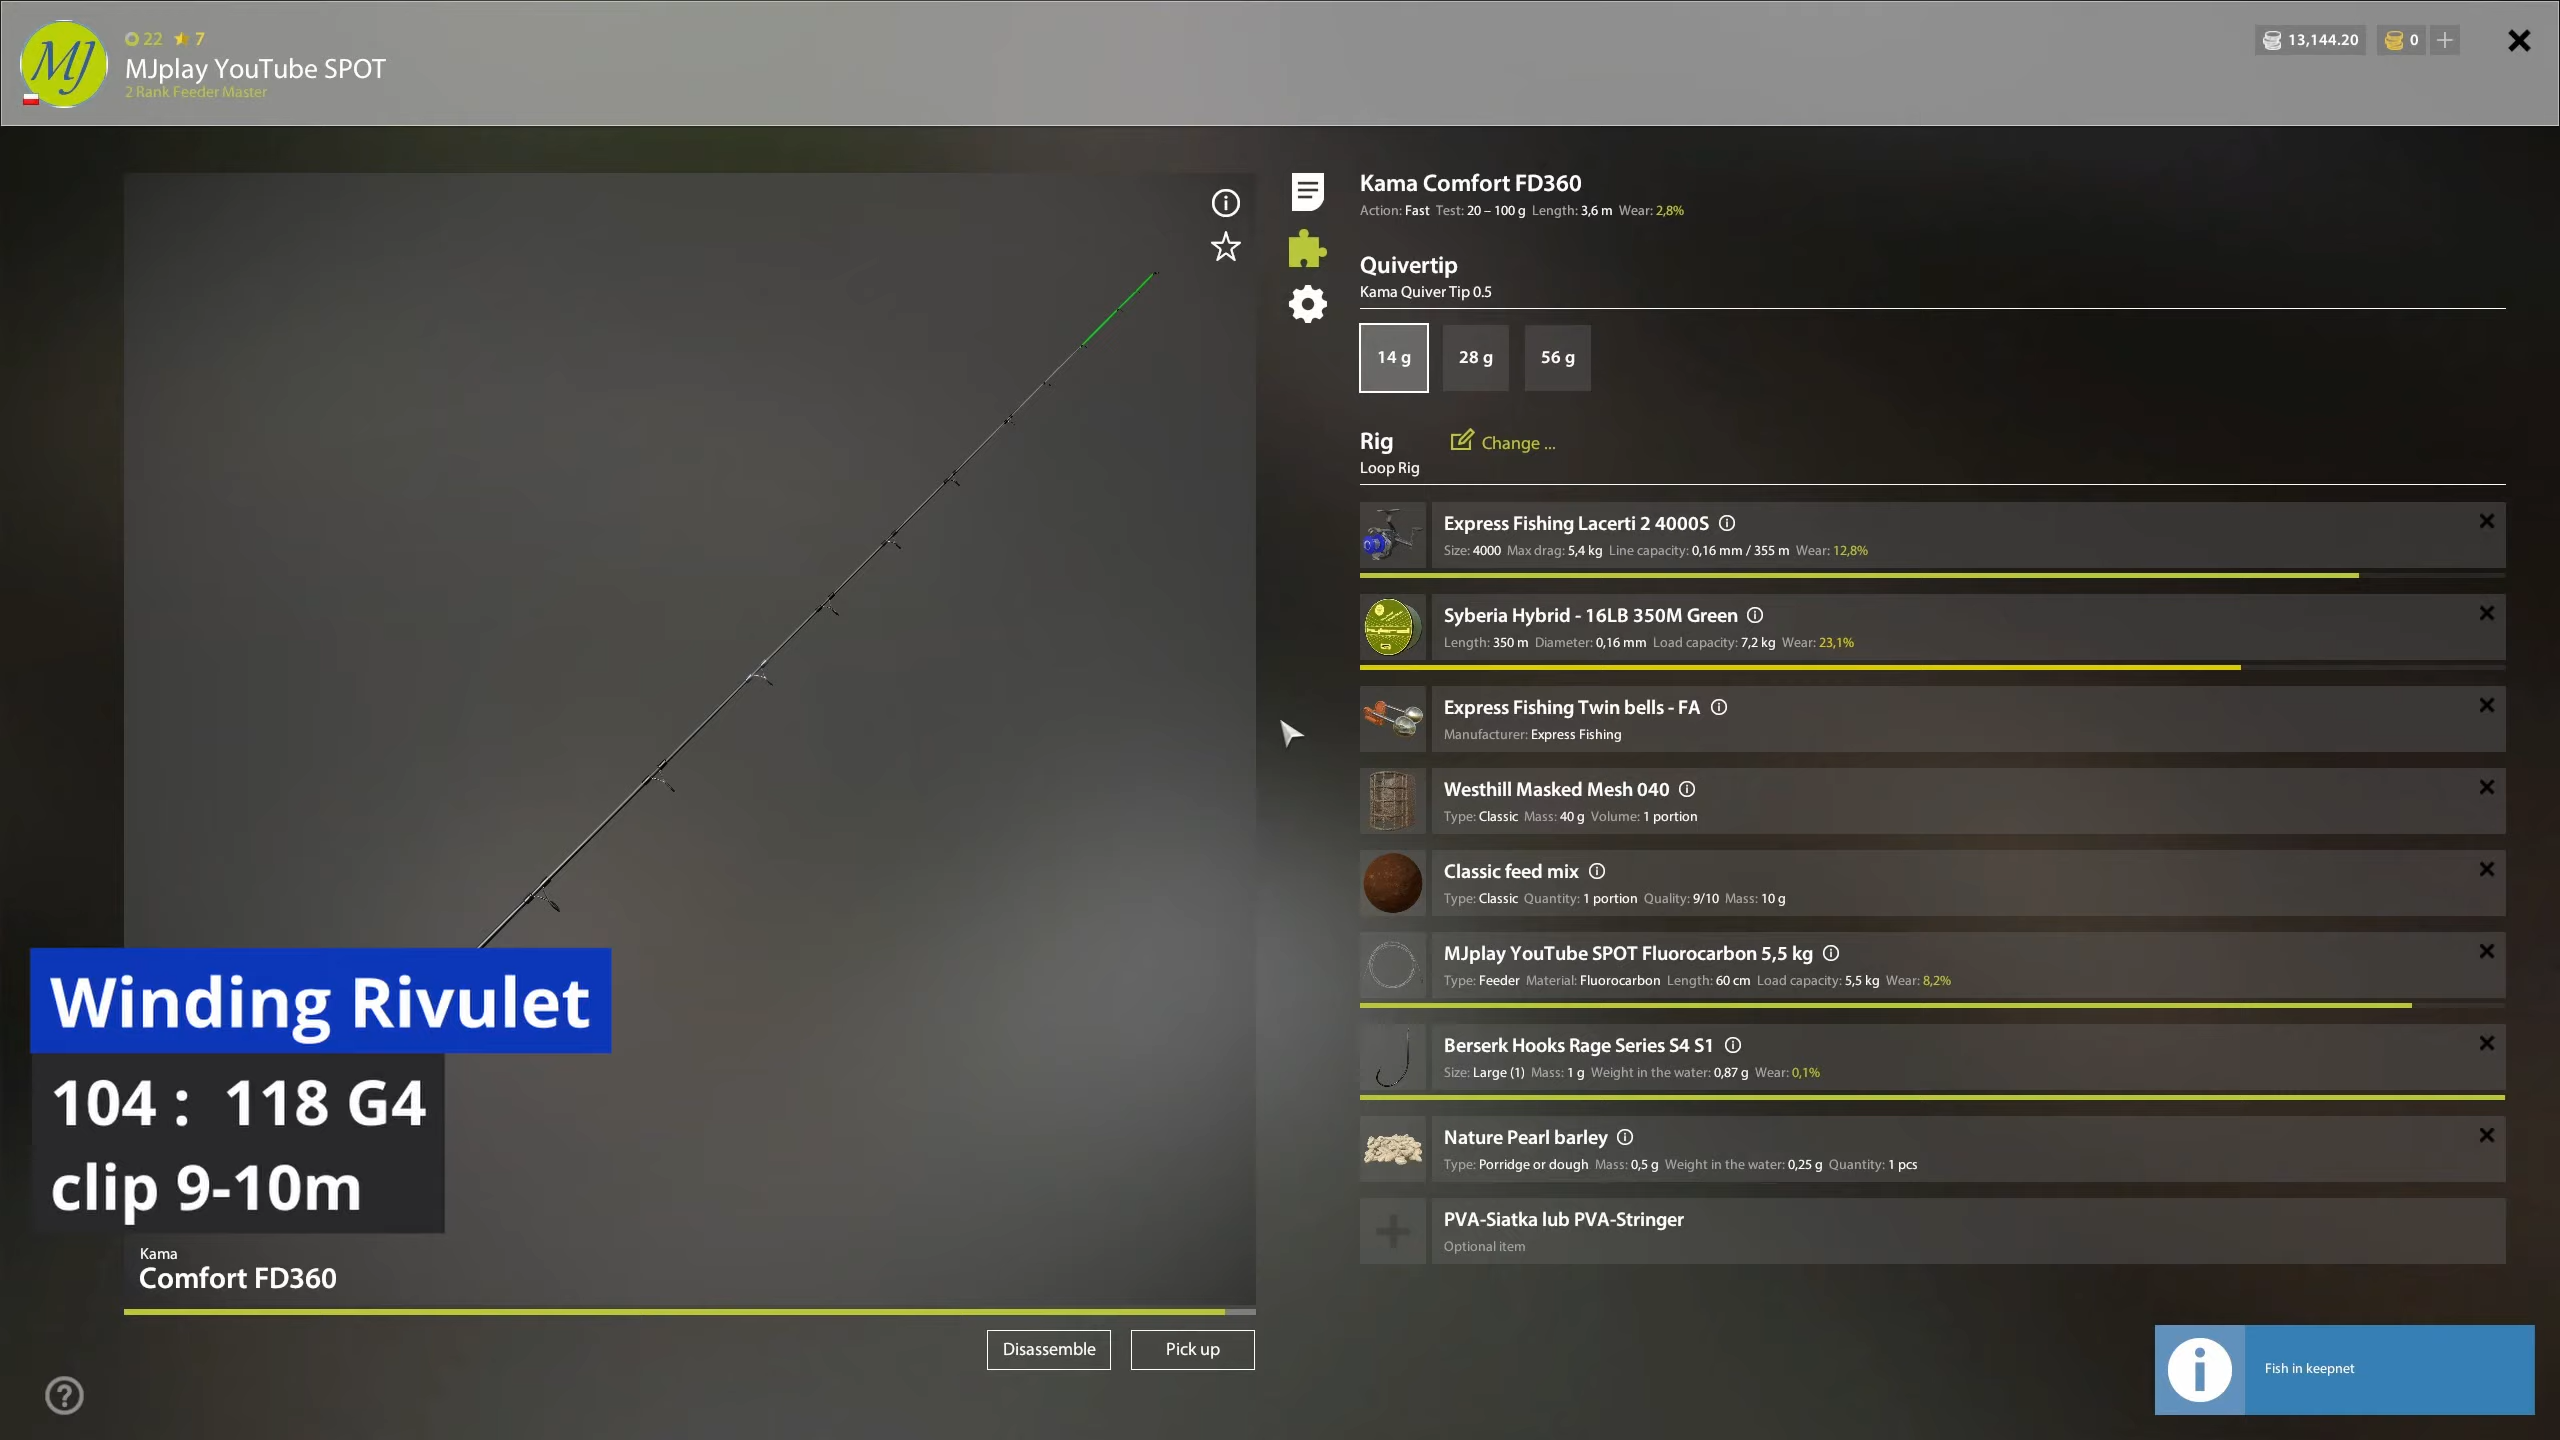 MJ
22 7
MJplay YouTube SPOT
2 Rank Feeder Master
13,144.20
0
Kama Comfort FD360
Action: Fast Test: 20 – 100 g Length: 3,6 m Wear: 2,8%
Quivertip
Kama Quiver Tip 0.5
14 g
28 g
56 g
Rig
Change ...
Loop Rig
Express Fishing Lacerti 2 4000S
Size: 4000 Max drag: 5,4 kg Line capacity: 0,16 mm / 355 m Wear: 12,8%
Syberia Hybrid - 16LB 350M Green
Length: 350 m Diameter: 0,16 mm Load capacity: 7,2 kg Wear: 23,1%
Express Fishing Twin bells - FA
Manufacturer: Express Fishing
Westhill Masked Mesh 040
Type: Classic Mass: 40 g Volume: 1 portion
Classic feed mix
Type: Classic Quantity: 1 portion Quality: 9/10 Mass: 10 g
MJplay YouTube SPOT Fluorocarbon 5,5 kg
Type: Feeder Material: Fluorocarbon Length: 60 cm Load capacity: 5,5 kg Wear: 8,2%
Berserk Hooks Rage Series S4 S1
Size: Large (1) Mass: 1 g Weight in the water: 0,87 g Wear: 0,1%
Nature Pearl barley
Type: Porridge or dough Mass: 0,5 g Weight in the water: 0,25 g Quantity: 1 pcs
PVA-Siatka lub PVA-Stringer
Optional item
Winding Rivulet
104 : 118 G4
clip 9-10m
Kama
Comfort FD360
Disassemble
Pick up
Fish in keepnet